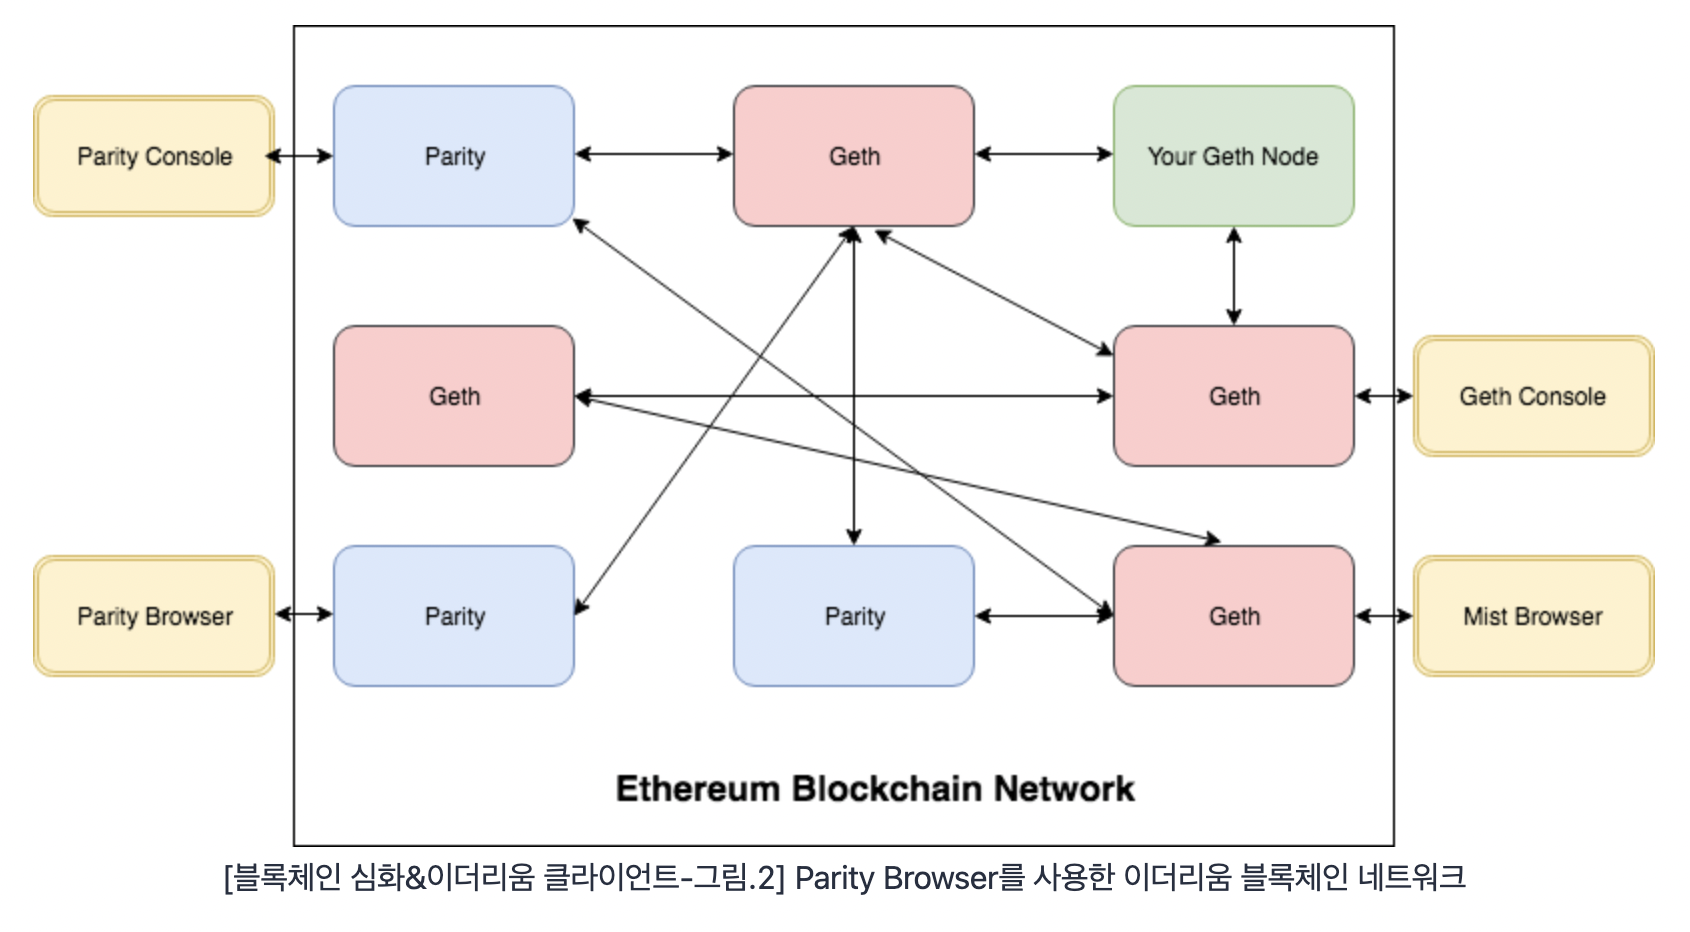 Parity Console
Parity
Geth
Your Geth Node
Geth
Geth
Geth Console
Parity Browser
Parity
Parity
Geth
Mist Browser
Ethereum Blockchain Network
[블록체인 심화&이더리움 클라이언트-그림.2] Parity Browser를 사용한 이더리움 블록체인 네트워크